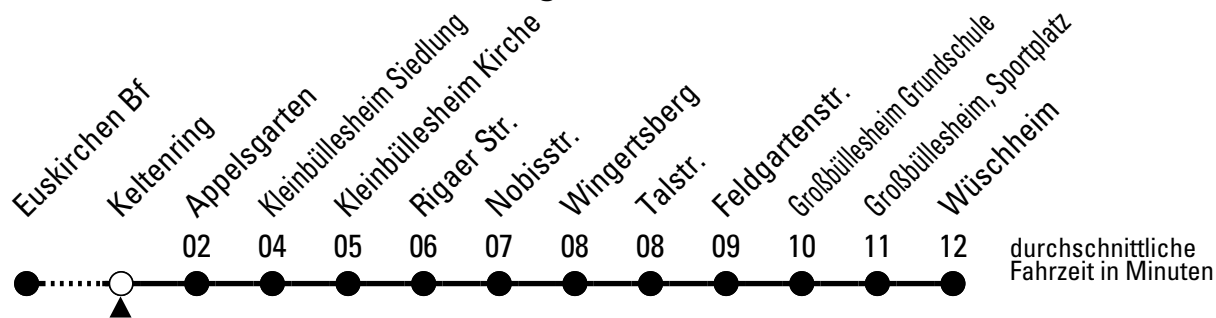 Euskirchen Bf
Keltenring
Appelsgarten
Kleinbüllesheim Siedlung
Kleinbüllesheim Kirche
Rigaer Str.
Nobisstr.
Wingertsberg
Talstr.
Feldgartenstr.
Großbüllesheim Grundschule
Großbüllesheim, Sportplatz
Wüschheim
02 04 05 06 07 08 08 09 10 11 12
durchschnittliche
Fahrzeit in Minuten